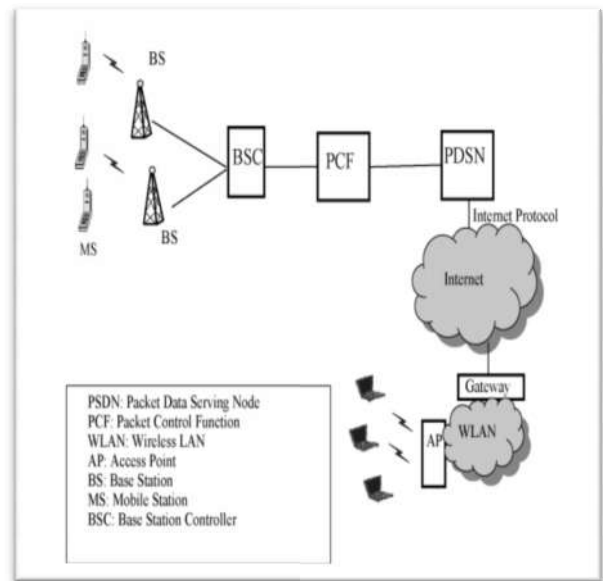 BS
BSC
PCF
PDSN
BS
MS
Internet Protocol
Internet
Gateway
AP
WLAN
PSDN: Packet Data Serving Node
PCF: Packet Control Function
WLAN: Wireless LAN
AP: Access Point
BS: Base Station
MS: Mobile Station
BSC: Base Station Controller